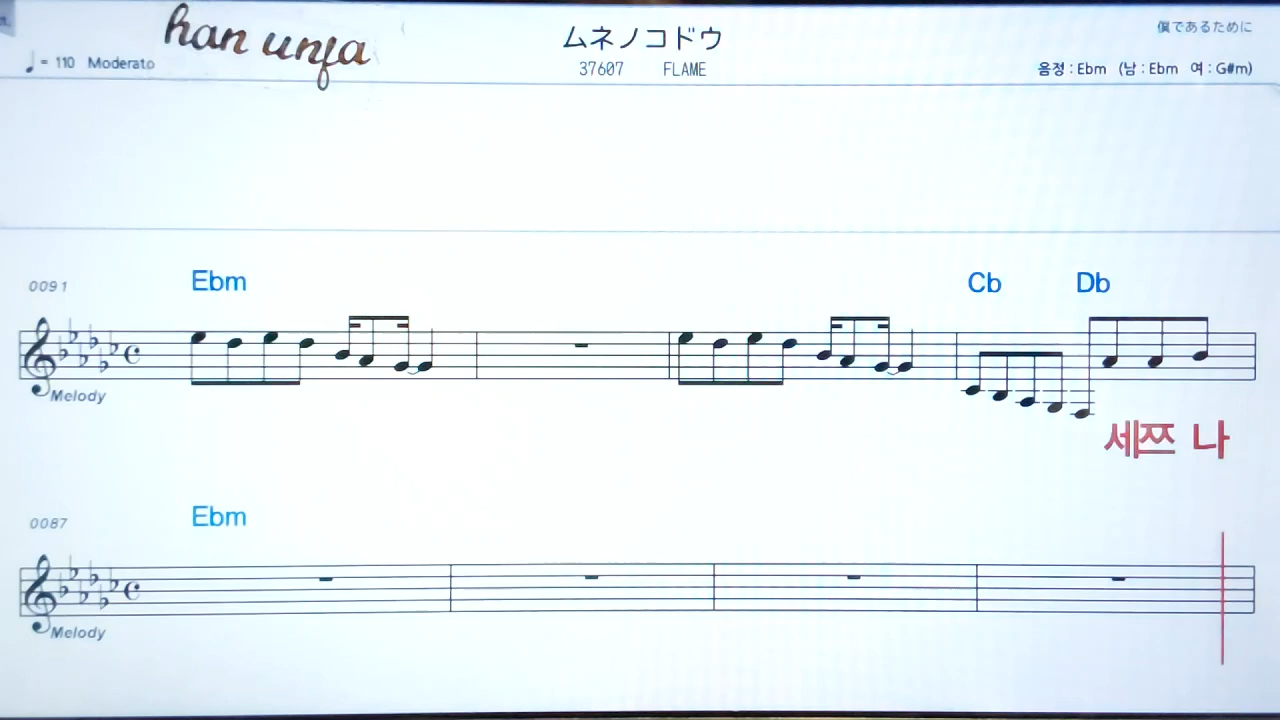 han unfa
ムネノコドウ
僕であるために
♩= 110 Moderato
37607 FLAME
음정 : Ebm (남 : Ebm 여 : G#m)
0091 Ebm Cb Db
Melody
세쯔 나
0087 Ebm
Melody